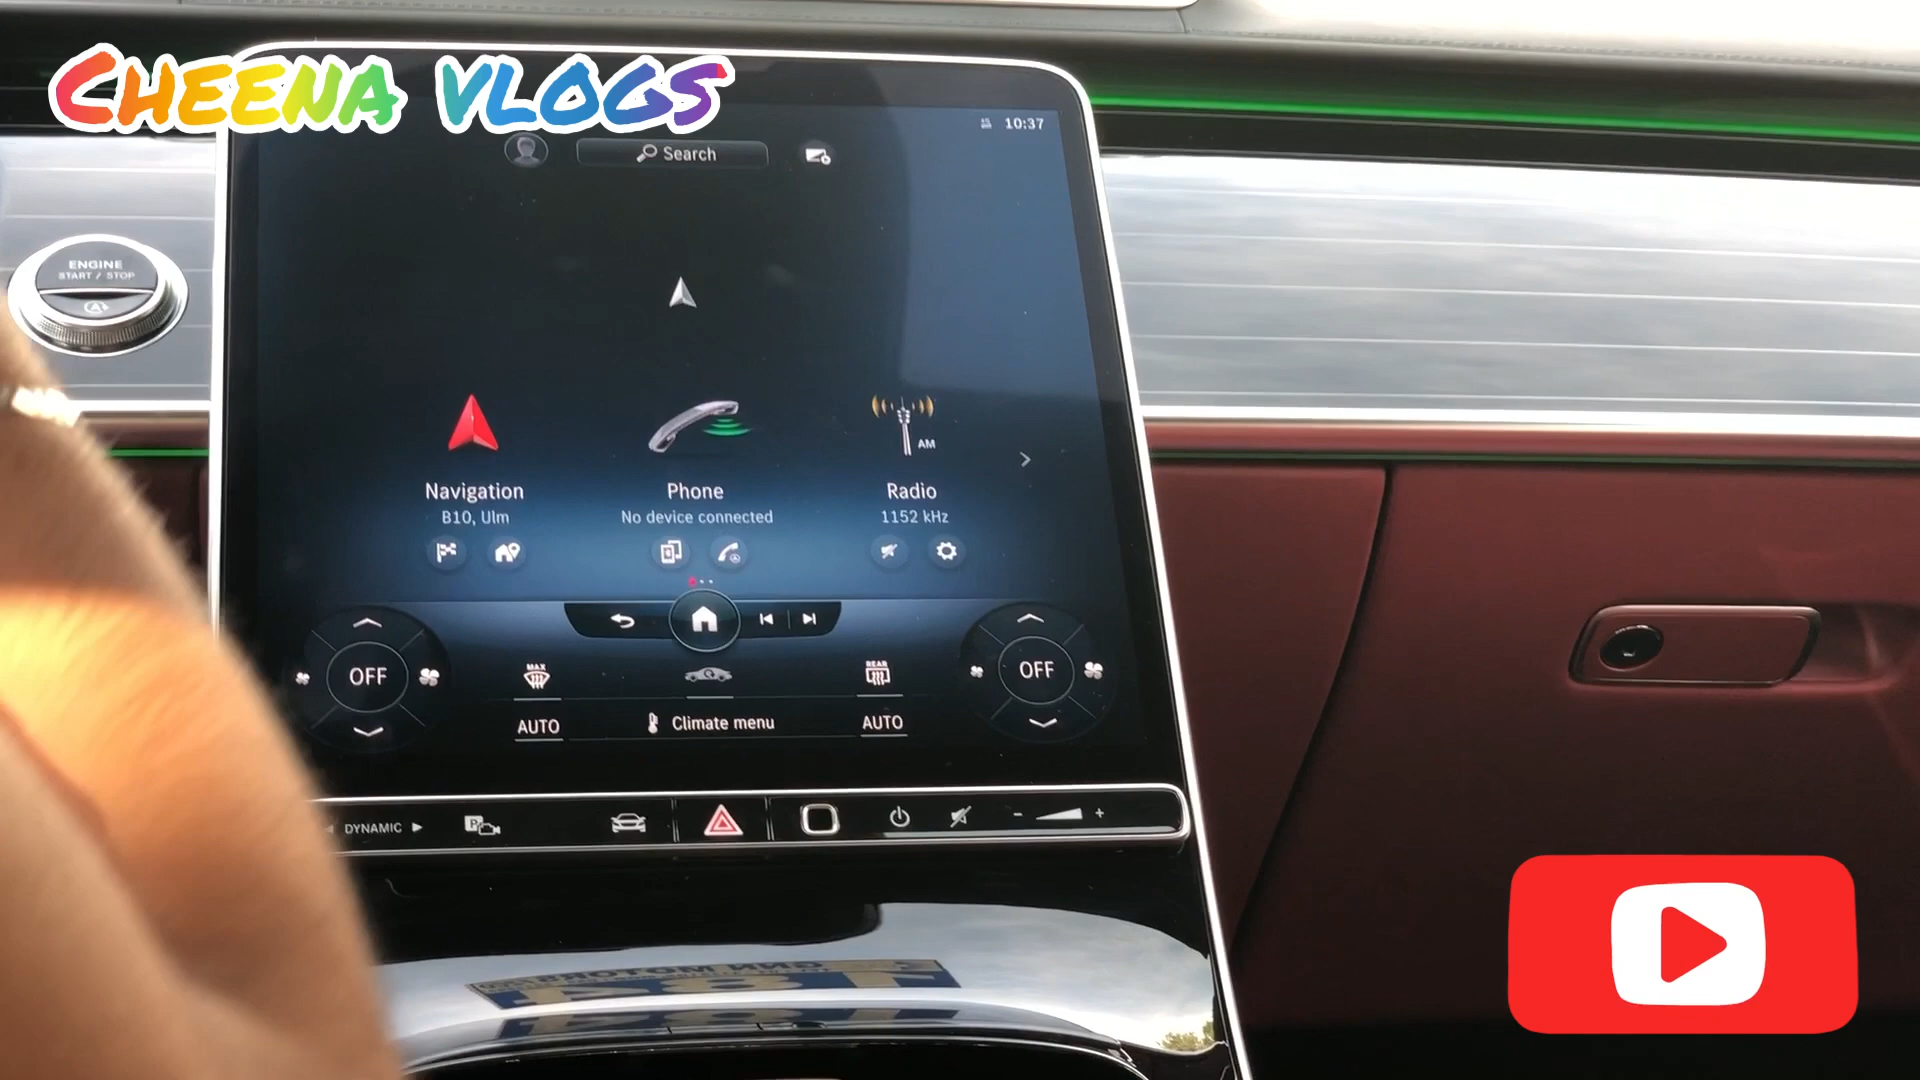 CHEENA VLOGS
10:37
Search
ENGINE
START / STOP
AM
Navigation
Phone
Radio
B10, Ulm
No device connected
1152 kHz
OFF
MAX
REAR
OFF
AUTO
Climate menu
AUTO
DYNAMIC